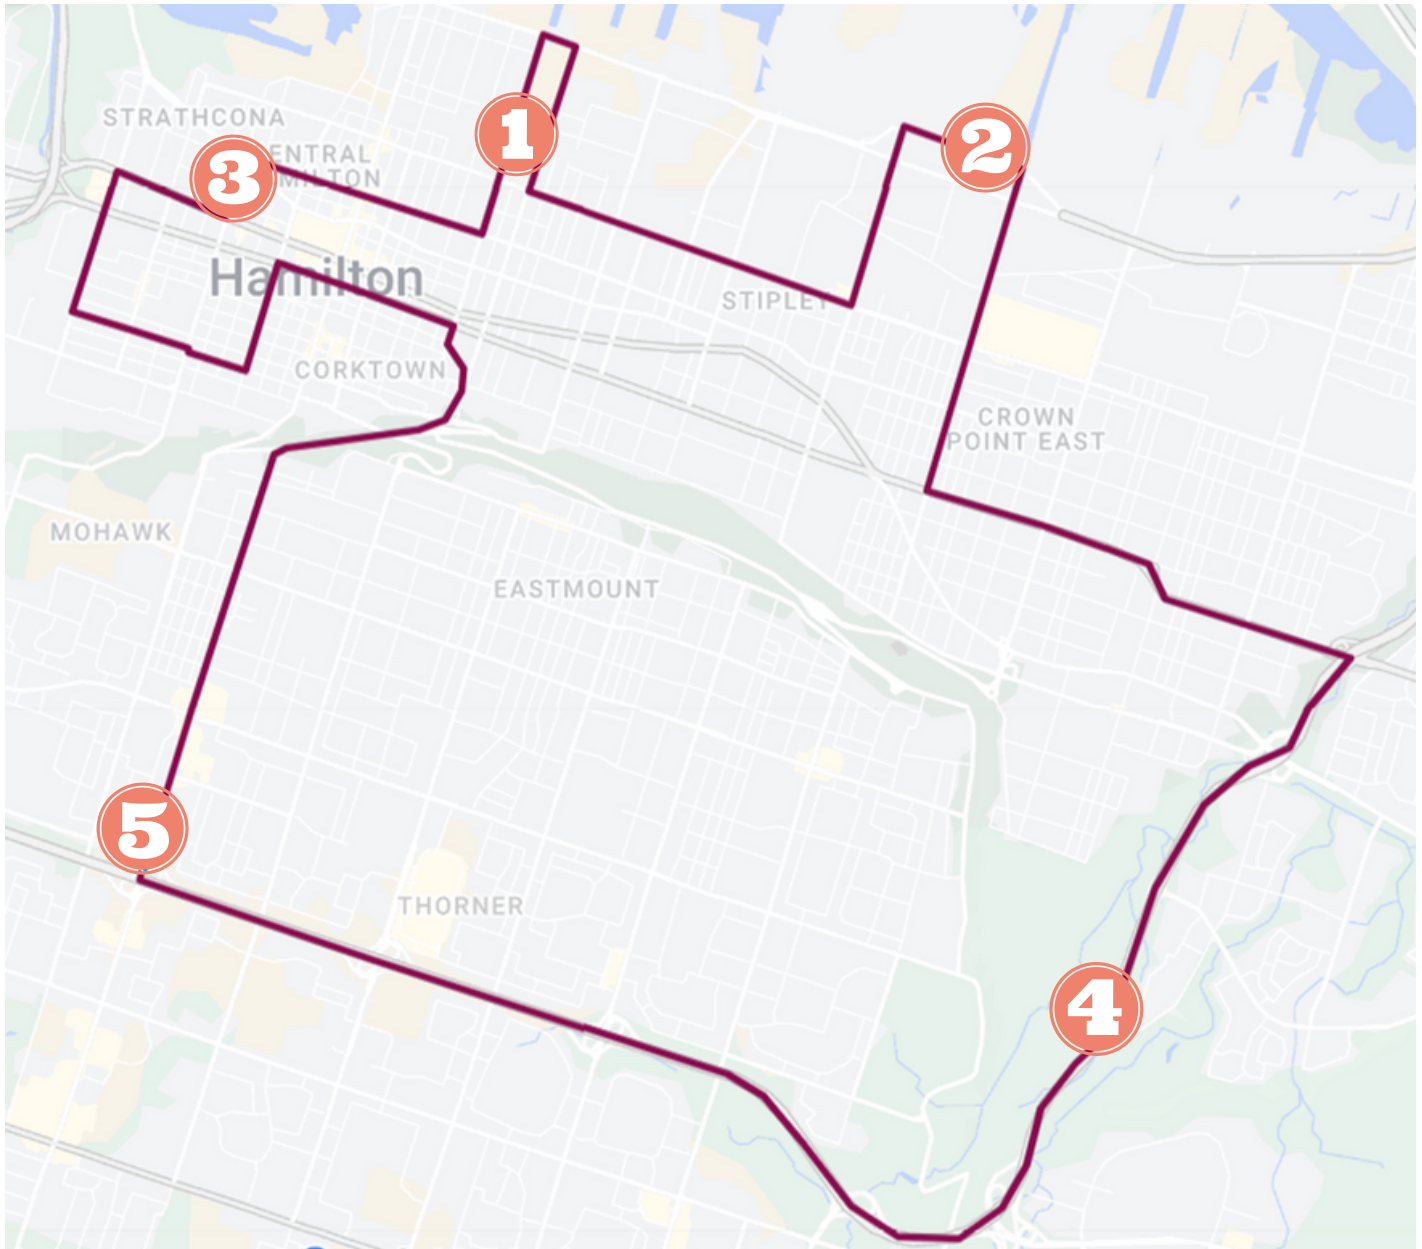 STRATHCONA
1
2
3
ENTRAL
MILTON
Hamilton
STIPLEY
CORKTOWN
CROWN
POINT EAST
MOHAWK
EASTMOUNT
5
THORNER
4